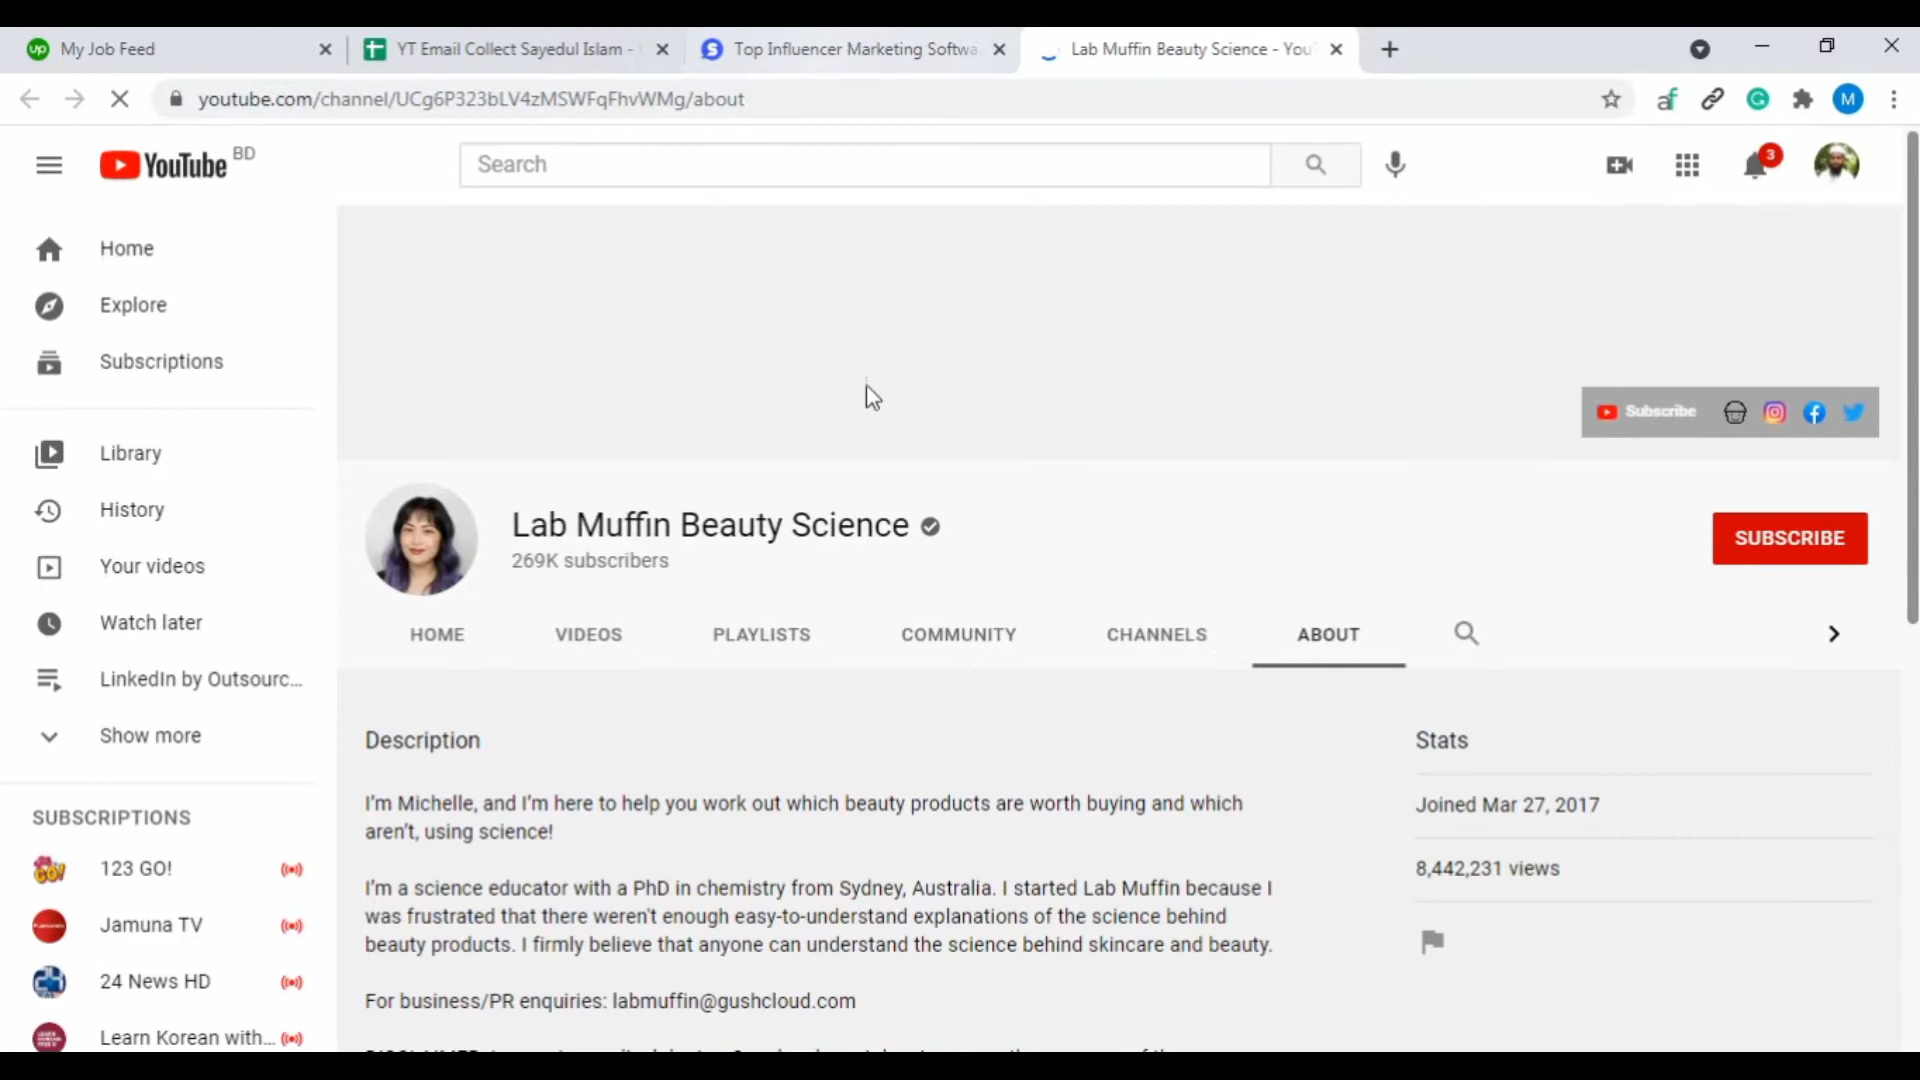 My Job Feed
YT Email Collect Sayedul Islam -
Top Influencer Marketing Softwa
Lab Muffin Beauty Science - You
youtube.com/channel/UCg6P323bLV4zMSWFqFhvWMg/about
M
YouTube BD
Search
3
Home
Explore
Subscriptions
Library
History
Your videos
Watch later
LinkedIn by Outsourc...
Show more
SUBSCRIPTIONS
123 GO!
Jamuna TV
24 News HD
Learn Korean with...
Subscribe
Lab Muffin Beauty Science
269K subscribers
SUBSCRIBE
HOME
VIDEOS
PLAYLISTS
COMMUNITY
CHANNELS
ABOUT
Description
I'm Michelle, and I'm here to help you work out which beauty products are worth buying and which
aren't, using science!
I'm a science educator with a PhD in chemistry from Sydney, Australia. I started Lab Muffin because I
was frustrated that there weren't enough easy-to-understand explanations of the science behind
beauty products. I firmly believe that anyone can understand the science behind skincare and beauty.
For business/PR enquiries: labmuffin@gushcloud.com
Stats
Joined Mar 27, 2017
8,442,231 views